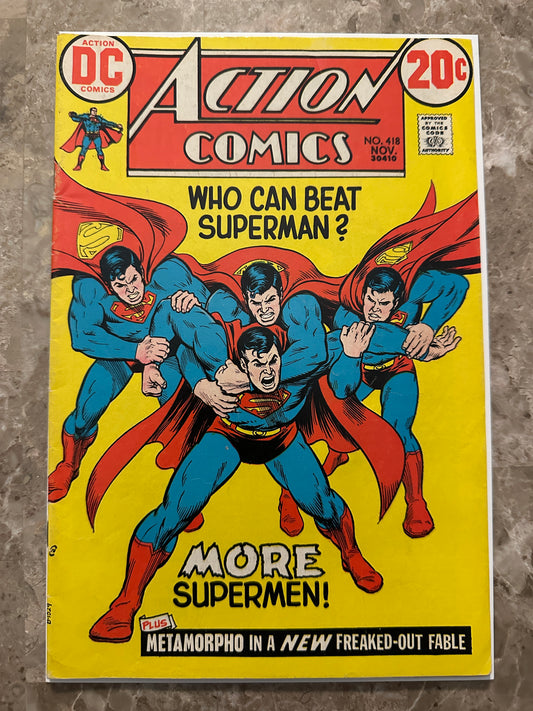 ACTION
DC
COMICS
ACTION
COMICS
20¢
NO. 418
NOV.
30410
APPROVED
BY THE
COMICS
CODE
AUTHORITY
WHO CAN BEAT
SUPERMAN?
MORE
SUPERMEN!
PLUS
METAMORPHO IN A NEW FREAKED-OUT FABLE